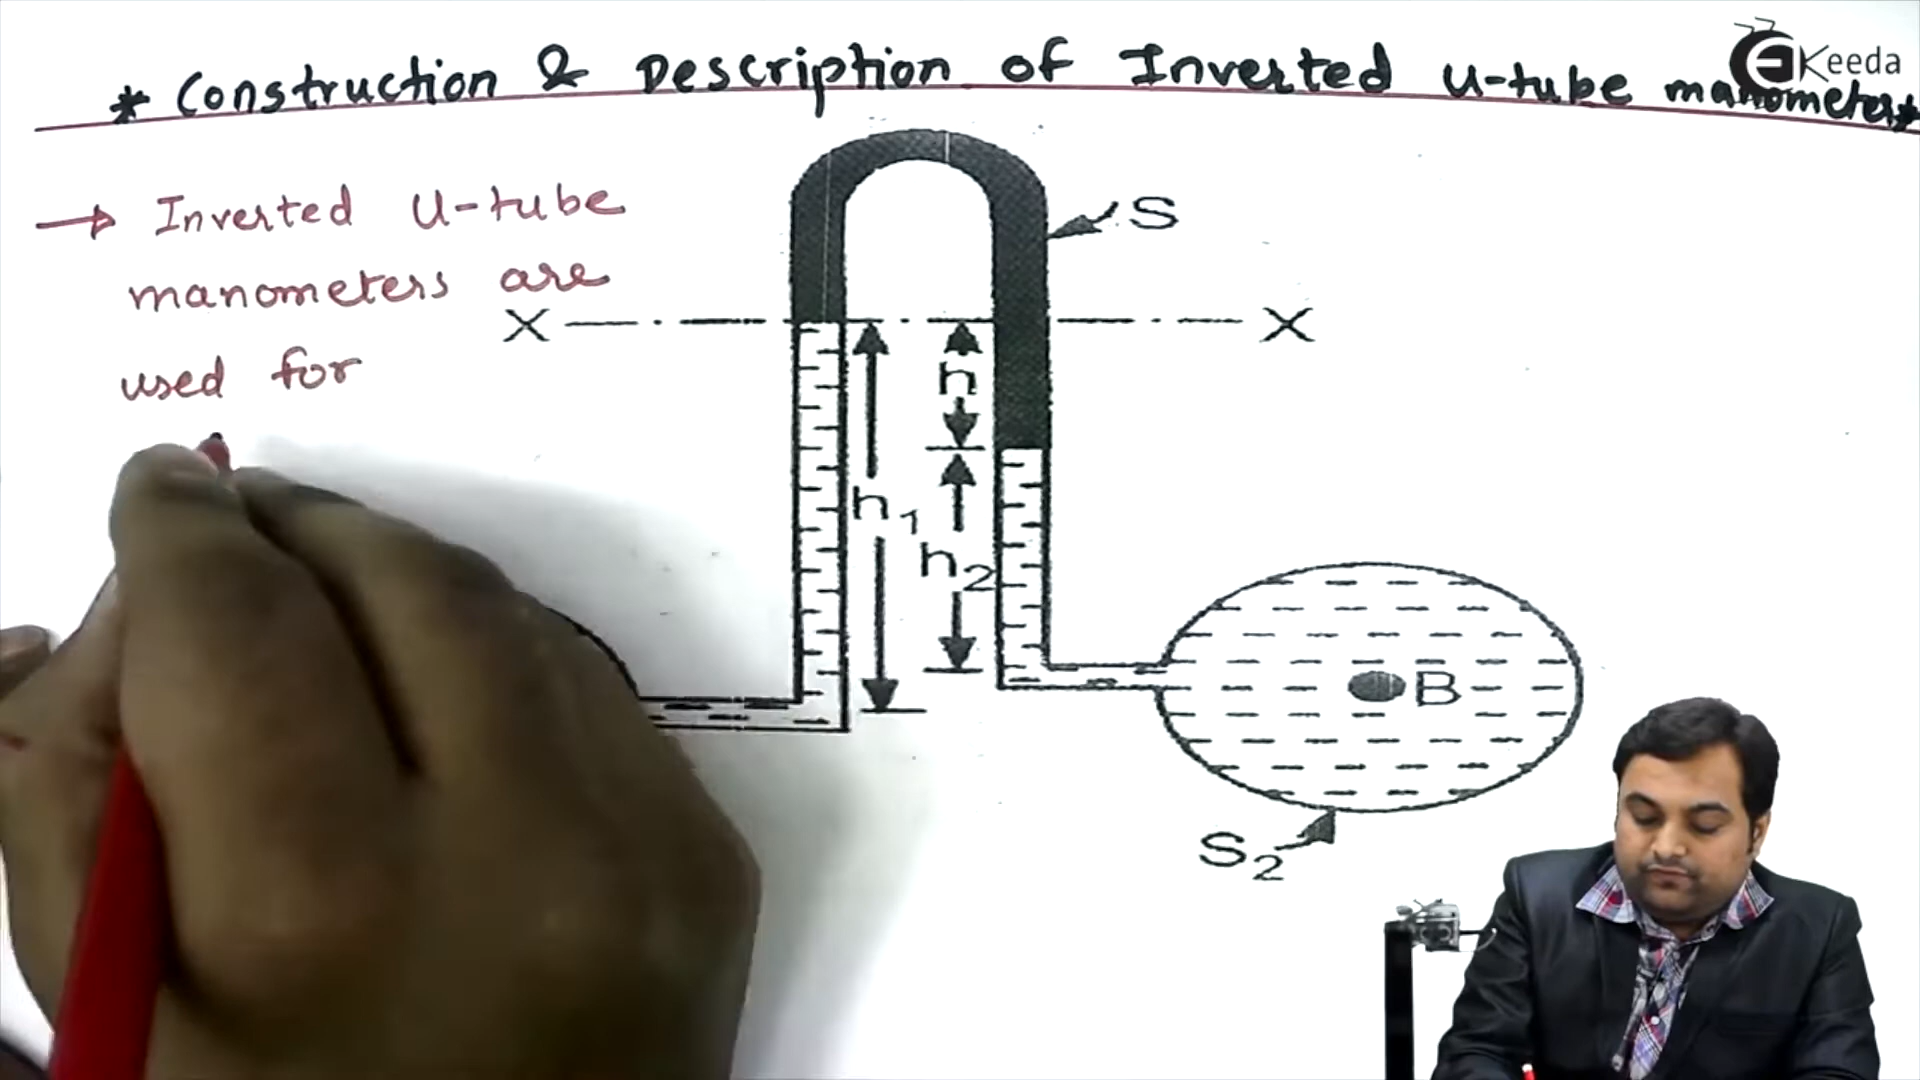 * Construction & Description of Inverted U-tube manometer *
EKeeda
→ Inverted U-tube
manometers are
used for
S
X X
h
h1
h2
B
S2